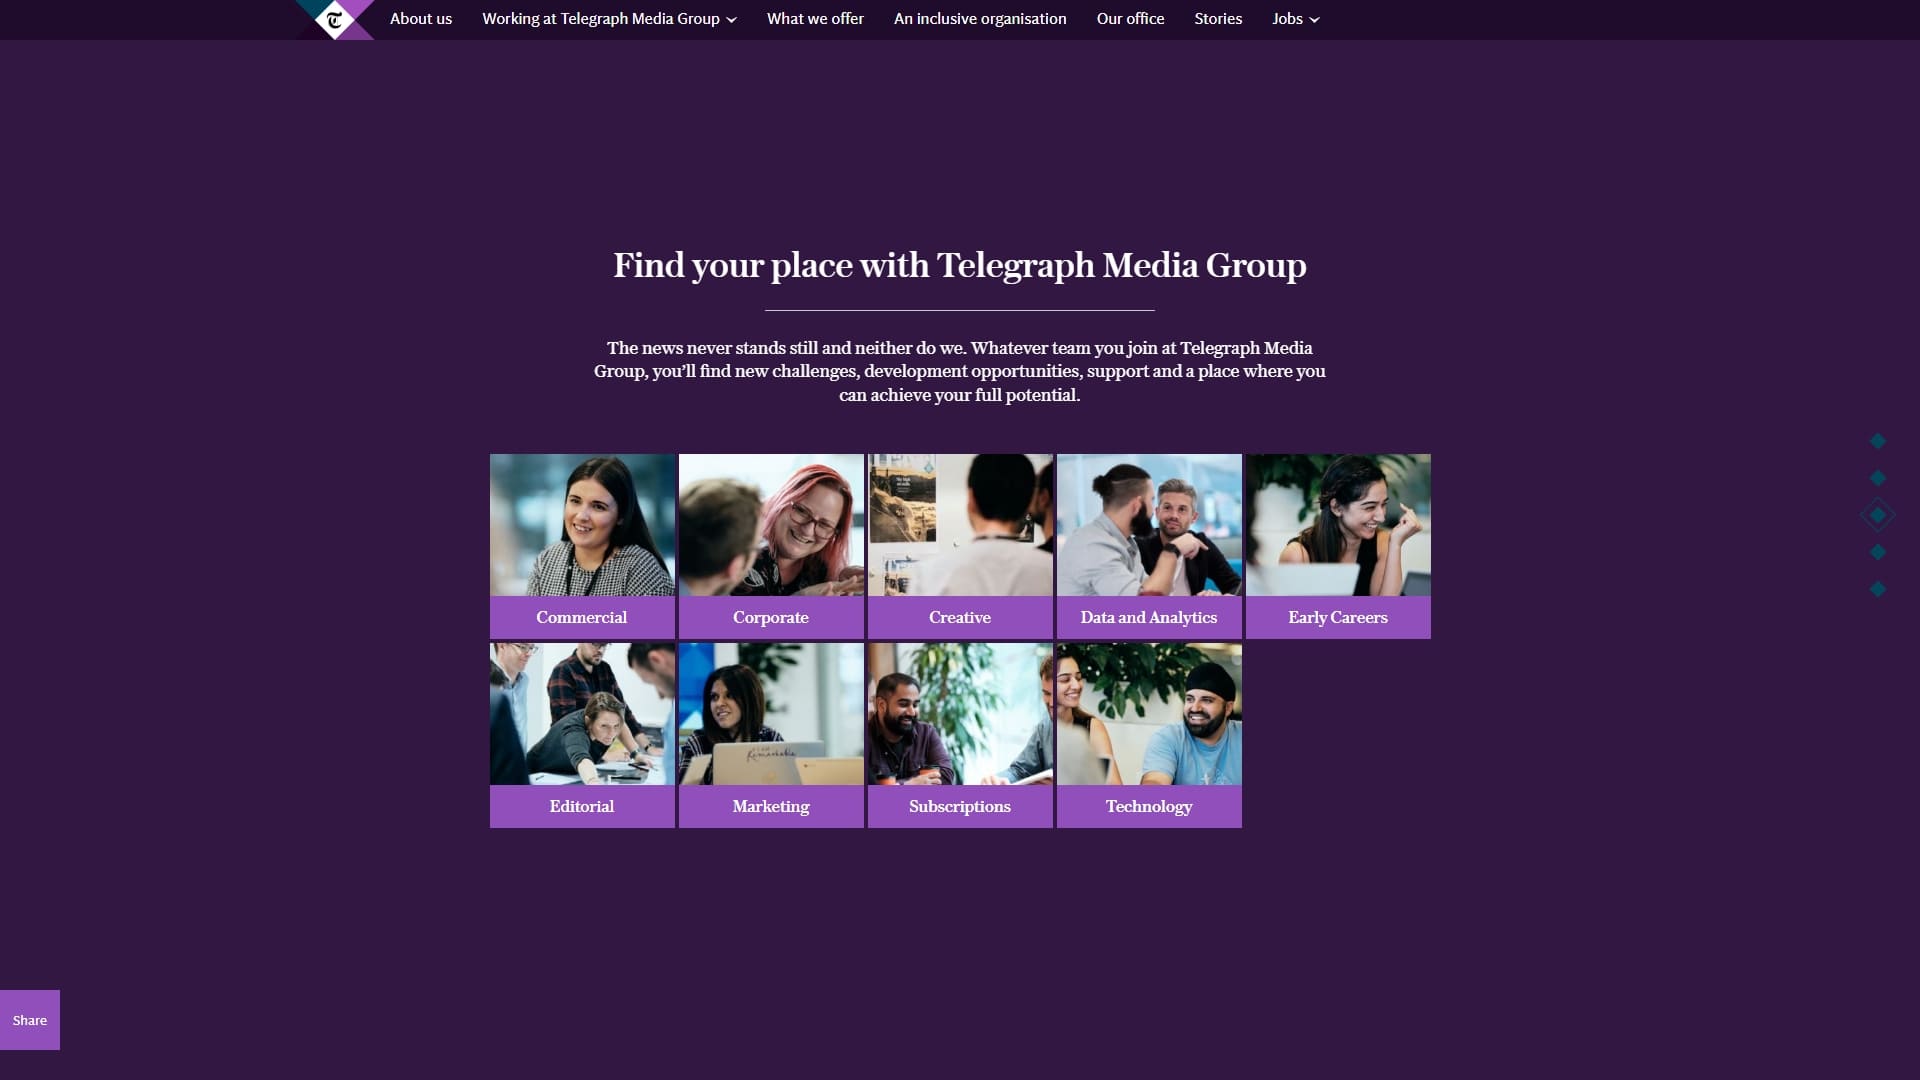 About us
Working at Telegraph Media Group
What we offer
An inclusive organisation
Our office
Stories
Jobs
Find your place with Telegraph Media Group
The news never stands still and neither do we. Whatever team you join at Telegraph Media
Group, you’ll find new challenges, development opportunities, support and a place where you
can achieve your full potential.
Commercial
Corporate
Creative
Data and Analytics
Early Careers
Remarkable
Editorial
Marketing
Subscriptions
Technology
Share